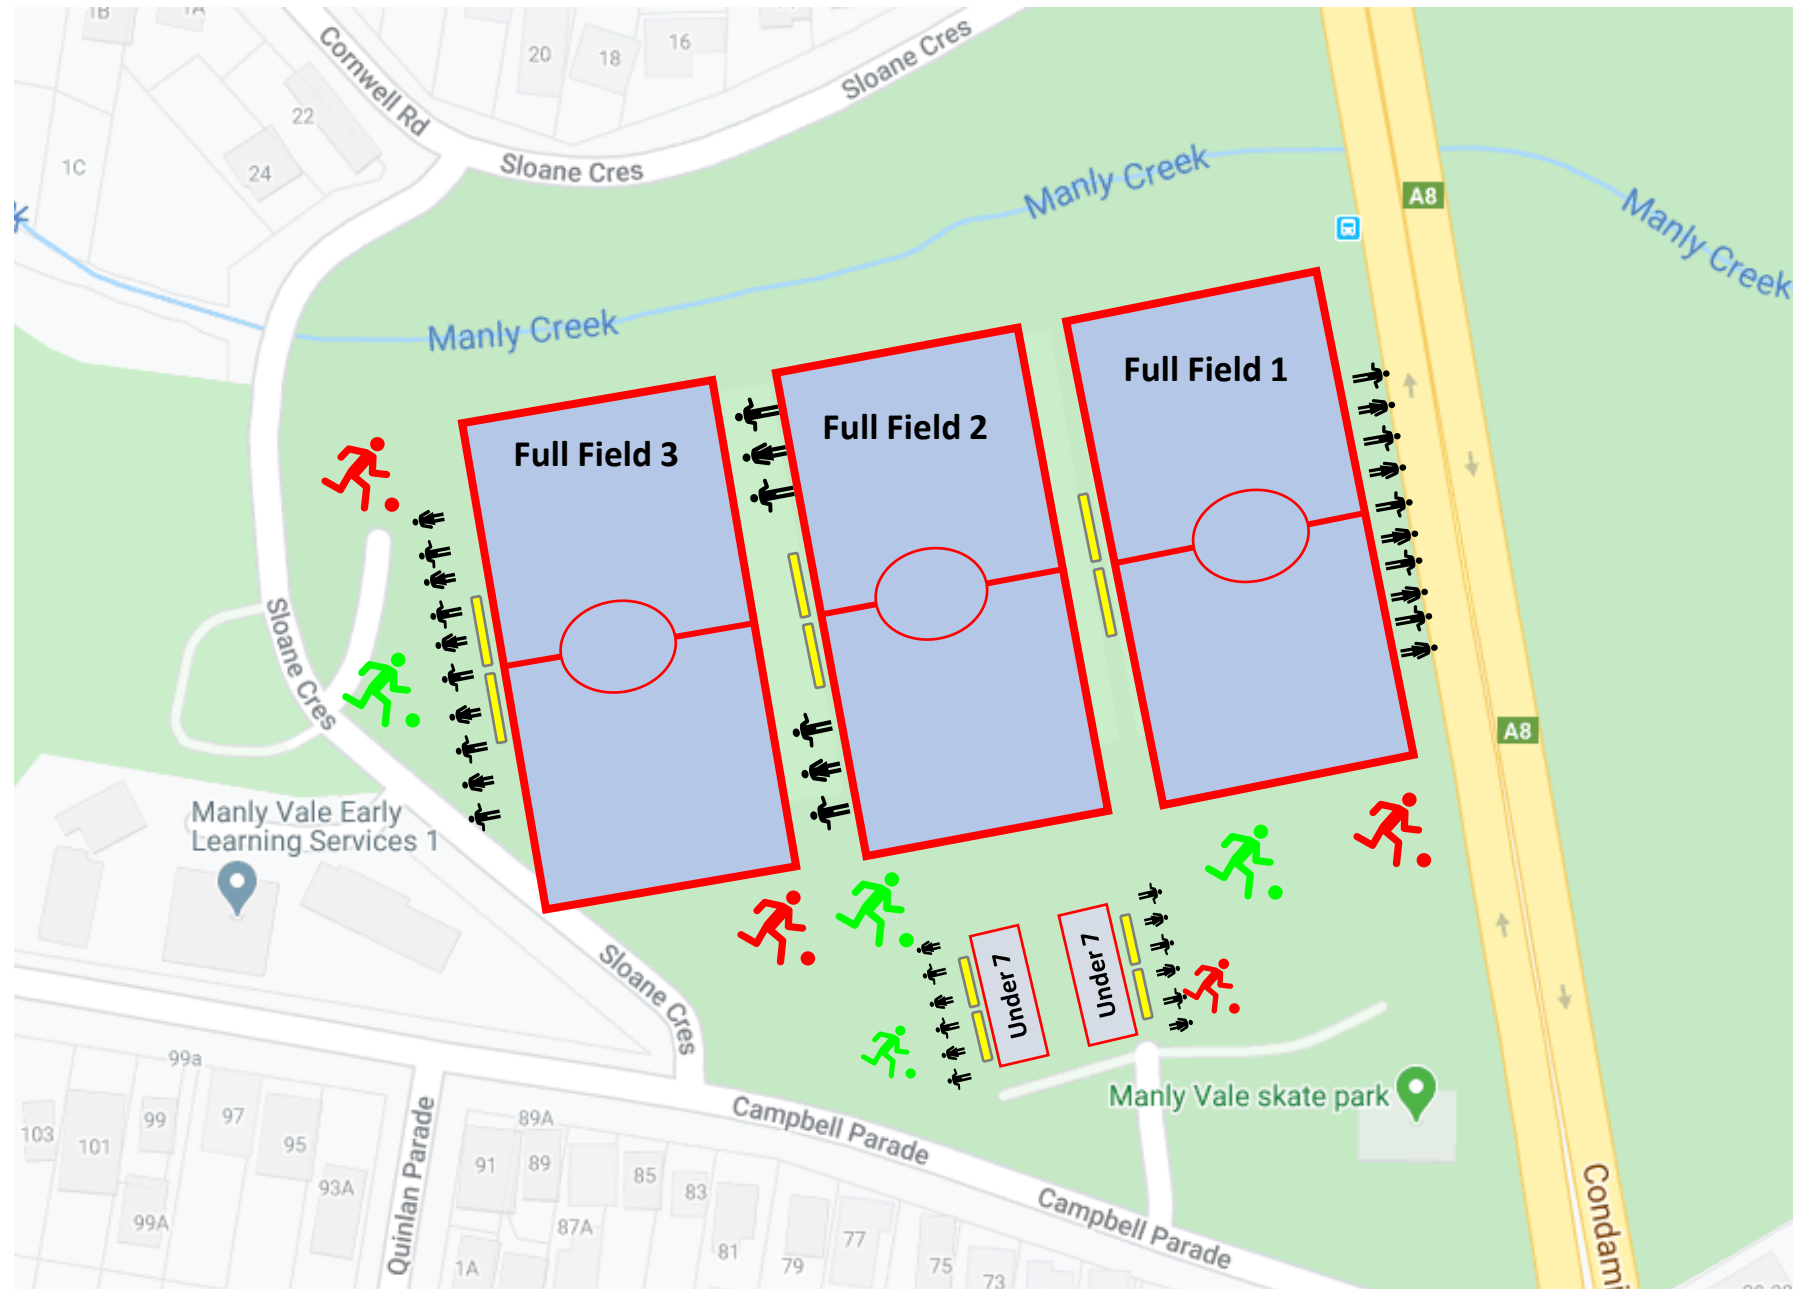 1B
1A
Cornwell Rd
20
18
16
Sloane Cres
22
24
1C
Sloane Cres
Manly Creek
A8
Manly Creek
Manly Creek
Full Field 1
Full Field 2
Full Field 3
Sloane Cres
A8
Manly Vale Early
Learning Services 1
Sloane Cres
Under 7
Under 7
Manly Vale skate park
99a
103
101
99
97
95
93A
99A
Quinlan Parade
89A
91
89
87A
85
83
81
79
77
75
73
1A
Campbell Parade
Campbell Parade
Condami